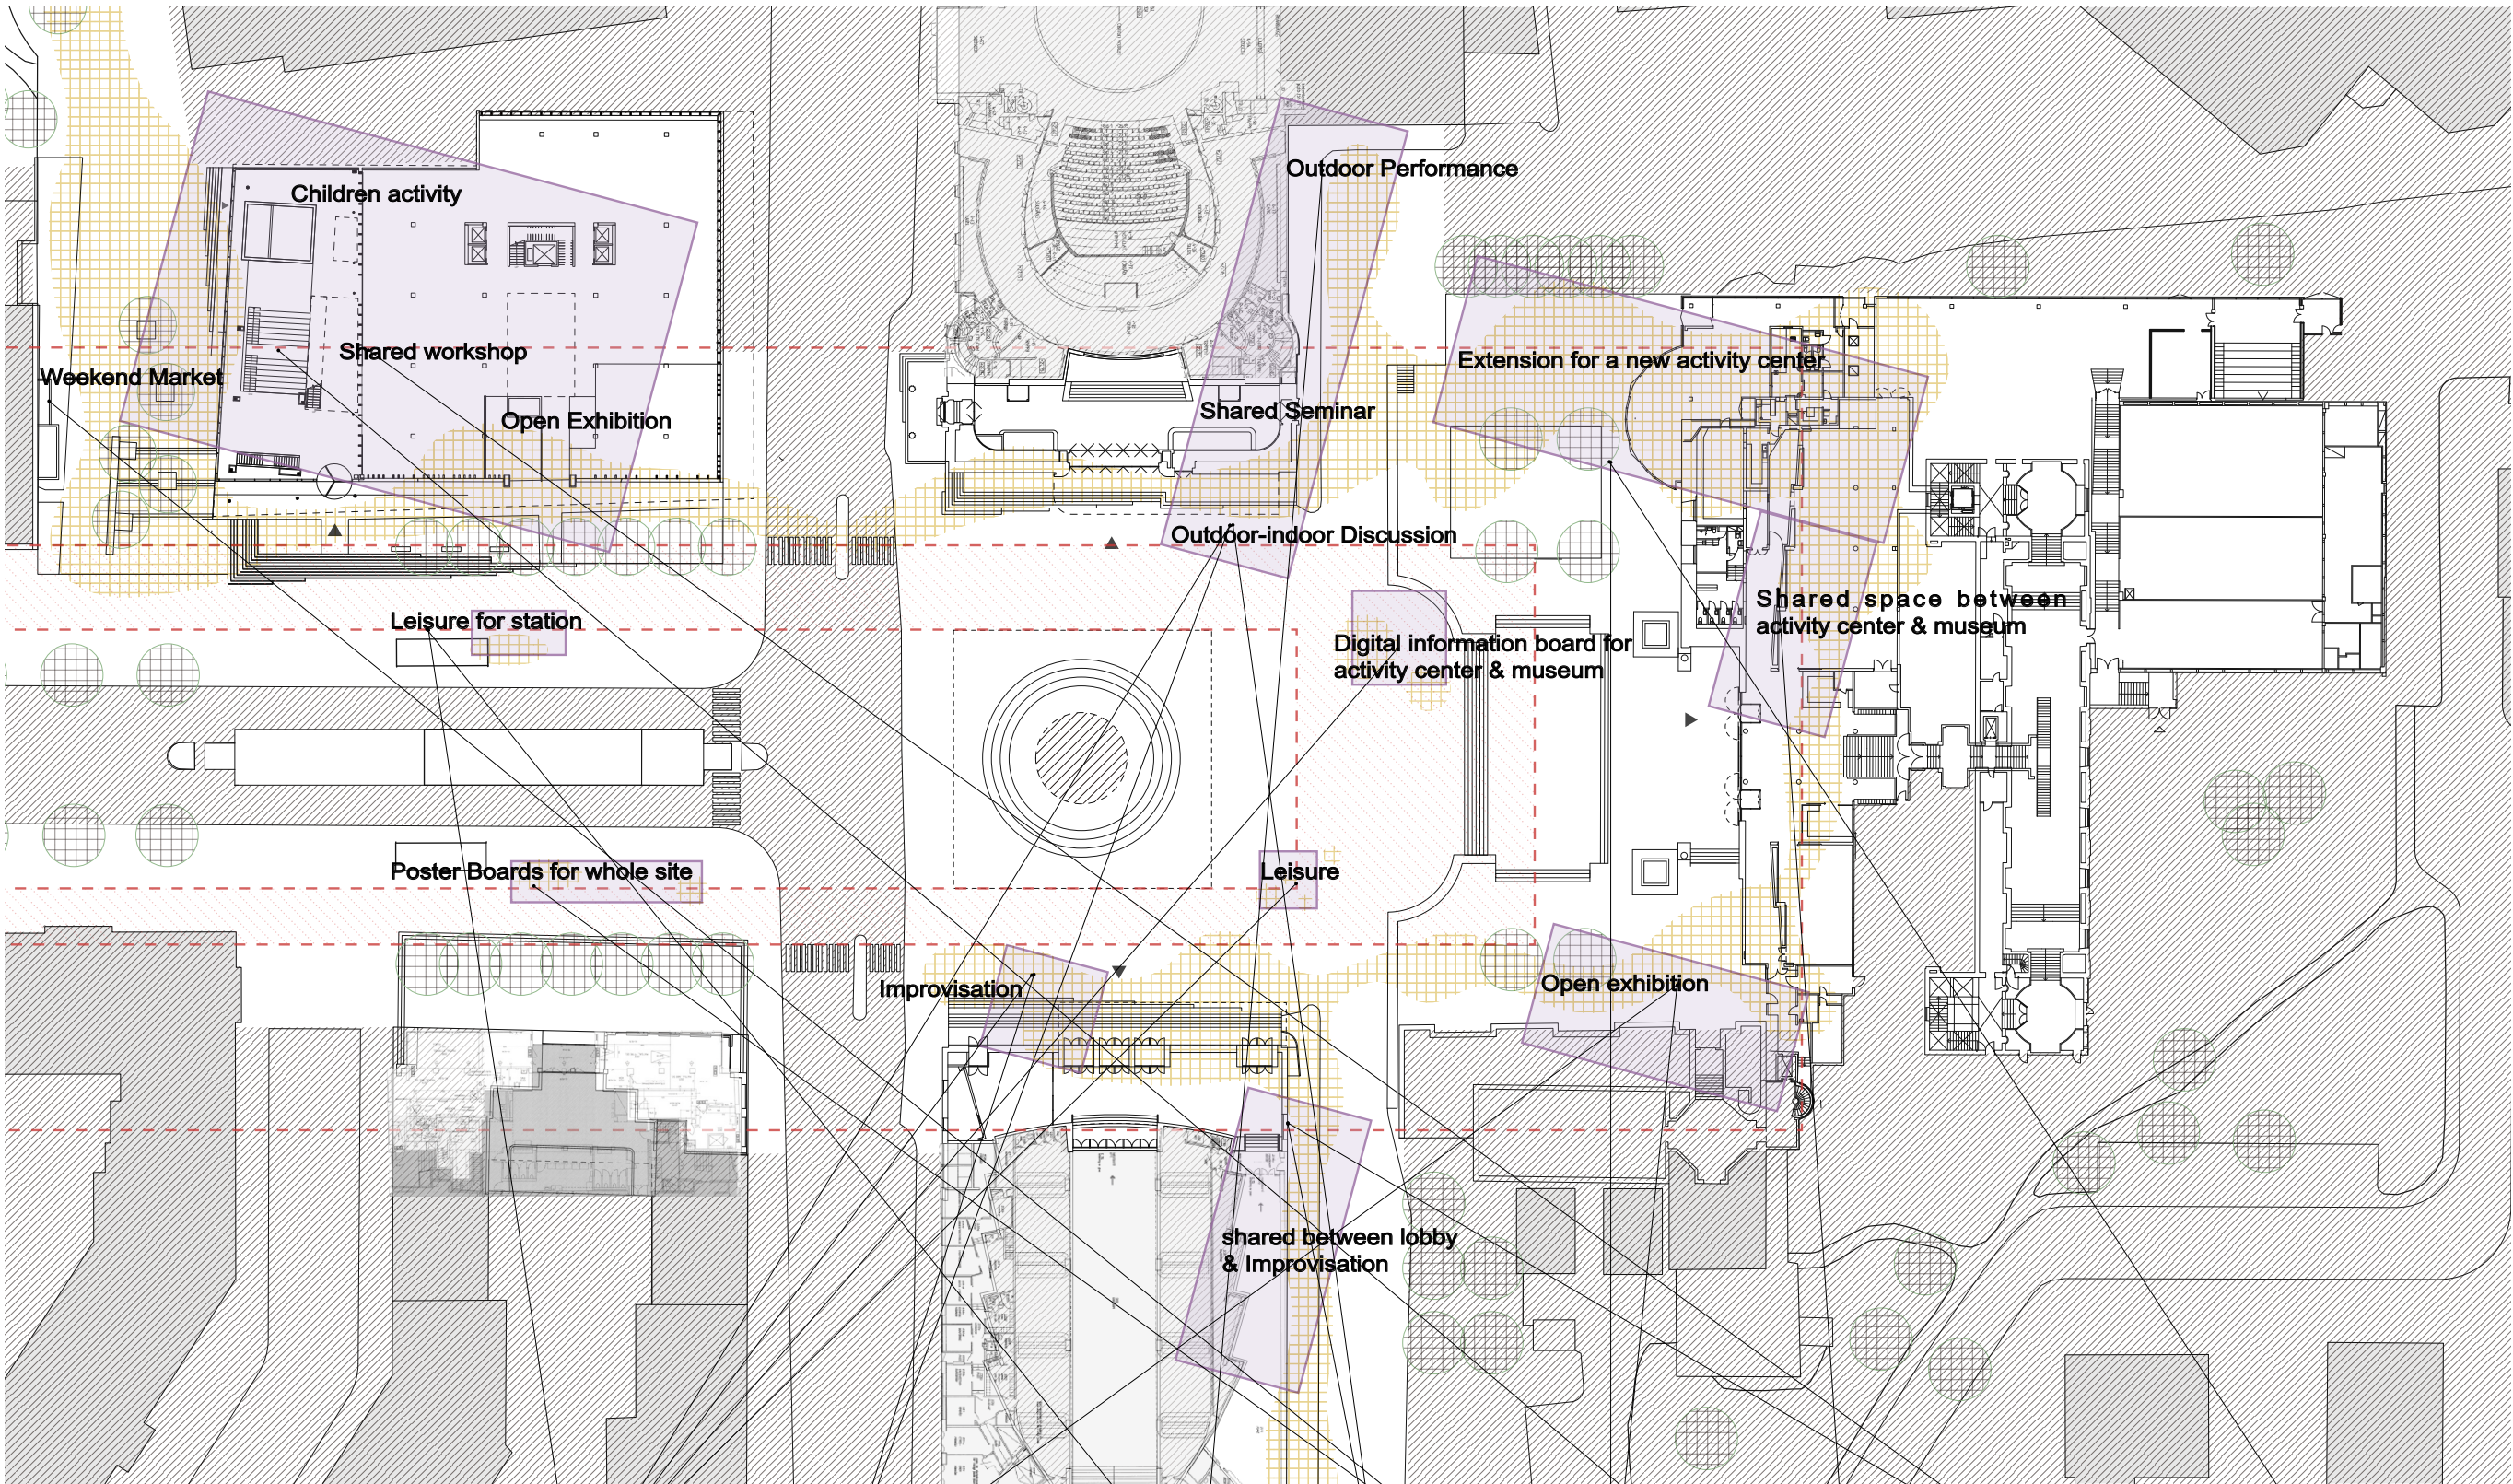 Outdoor Performance
Children activity
Shared workshop
Extension for a new activity center
Weekend Market
Shared Seminar
Open Exhibition
Outdoor-indoor Discussion
Shared space between
activity center & museum
Leisure for station
Digital information board for
activity center & museum
Poster Boards for whole site
Leisure
Open exhibition
Improvisation
shared between lobby
& Improvisation